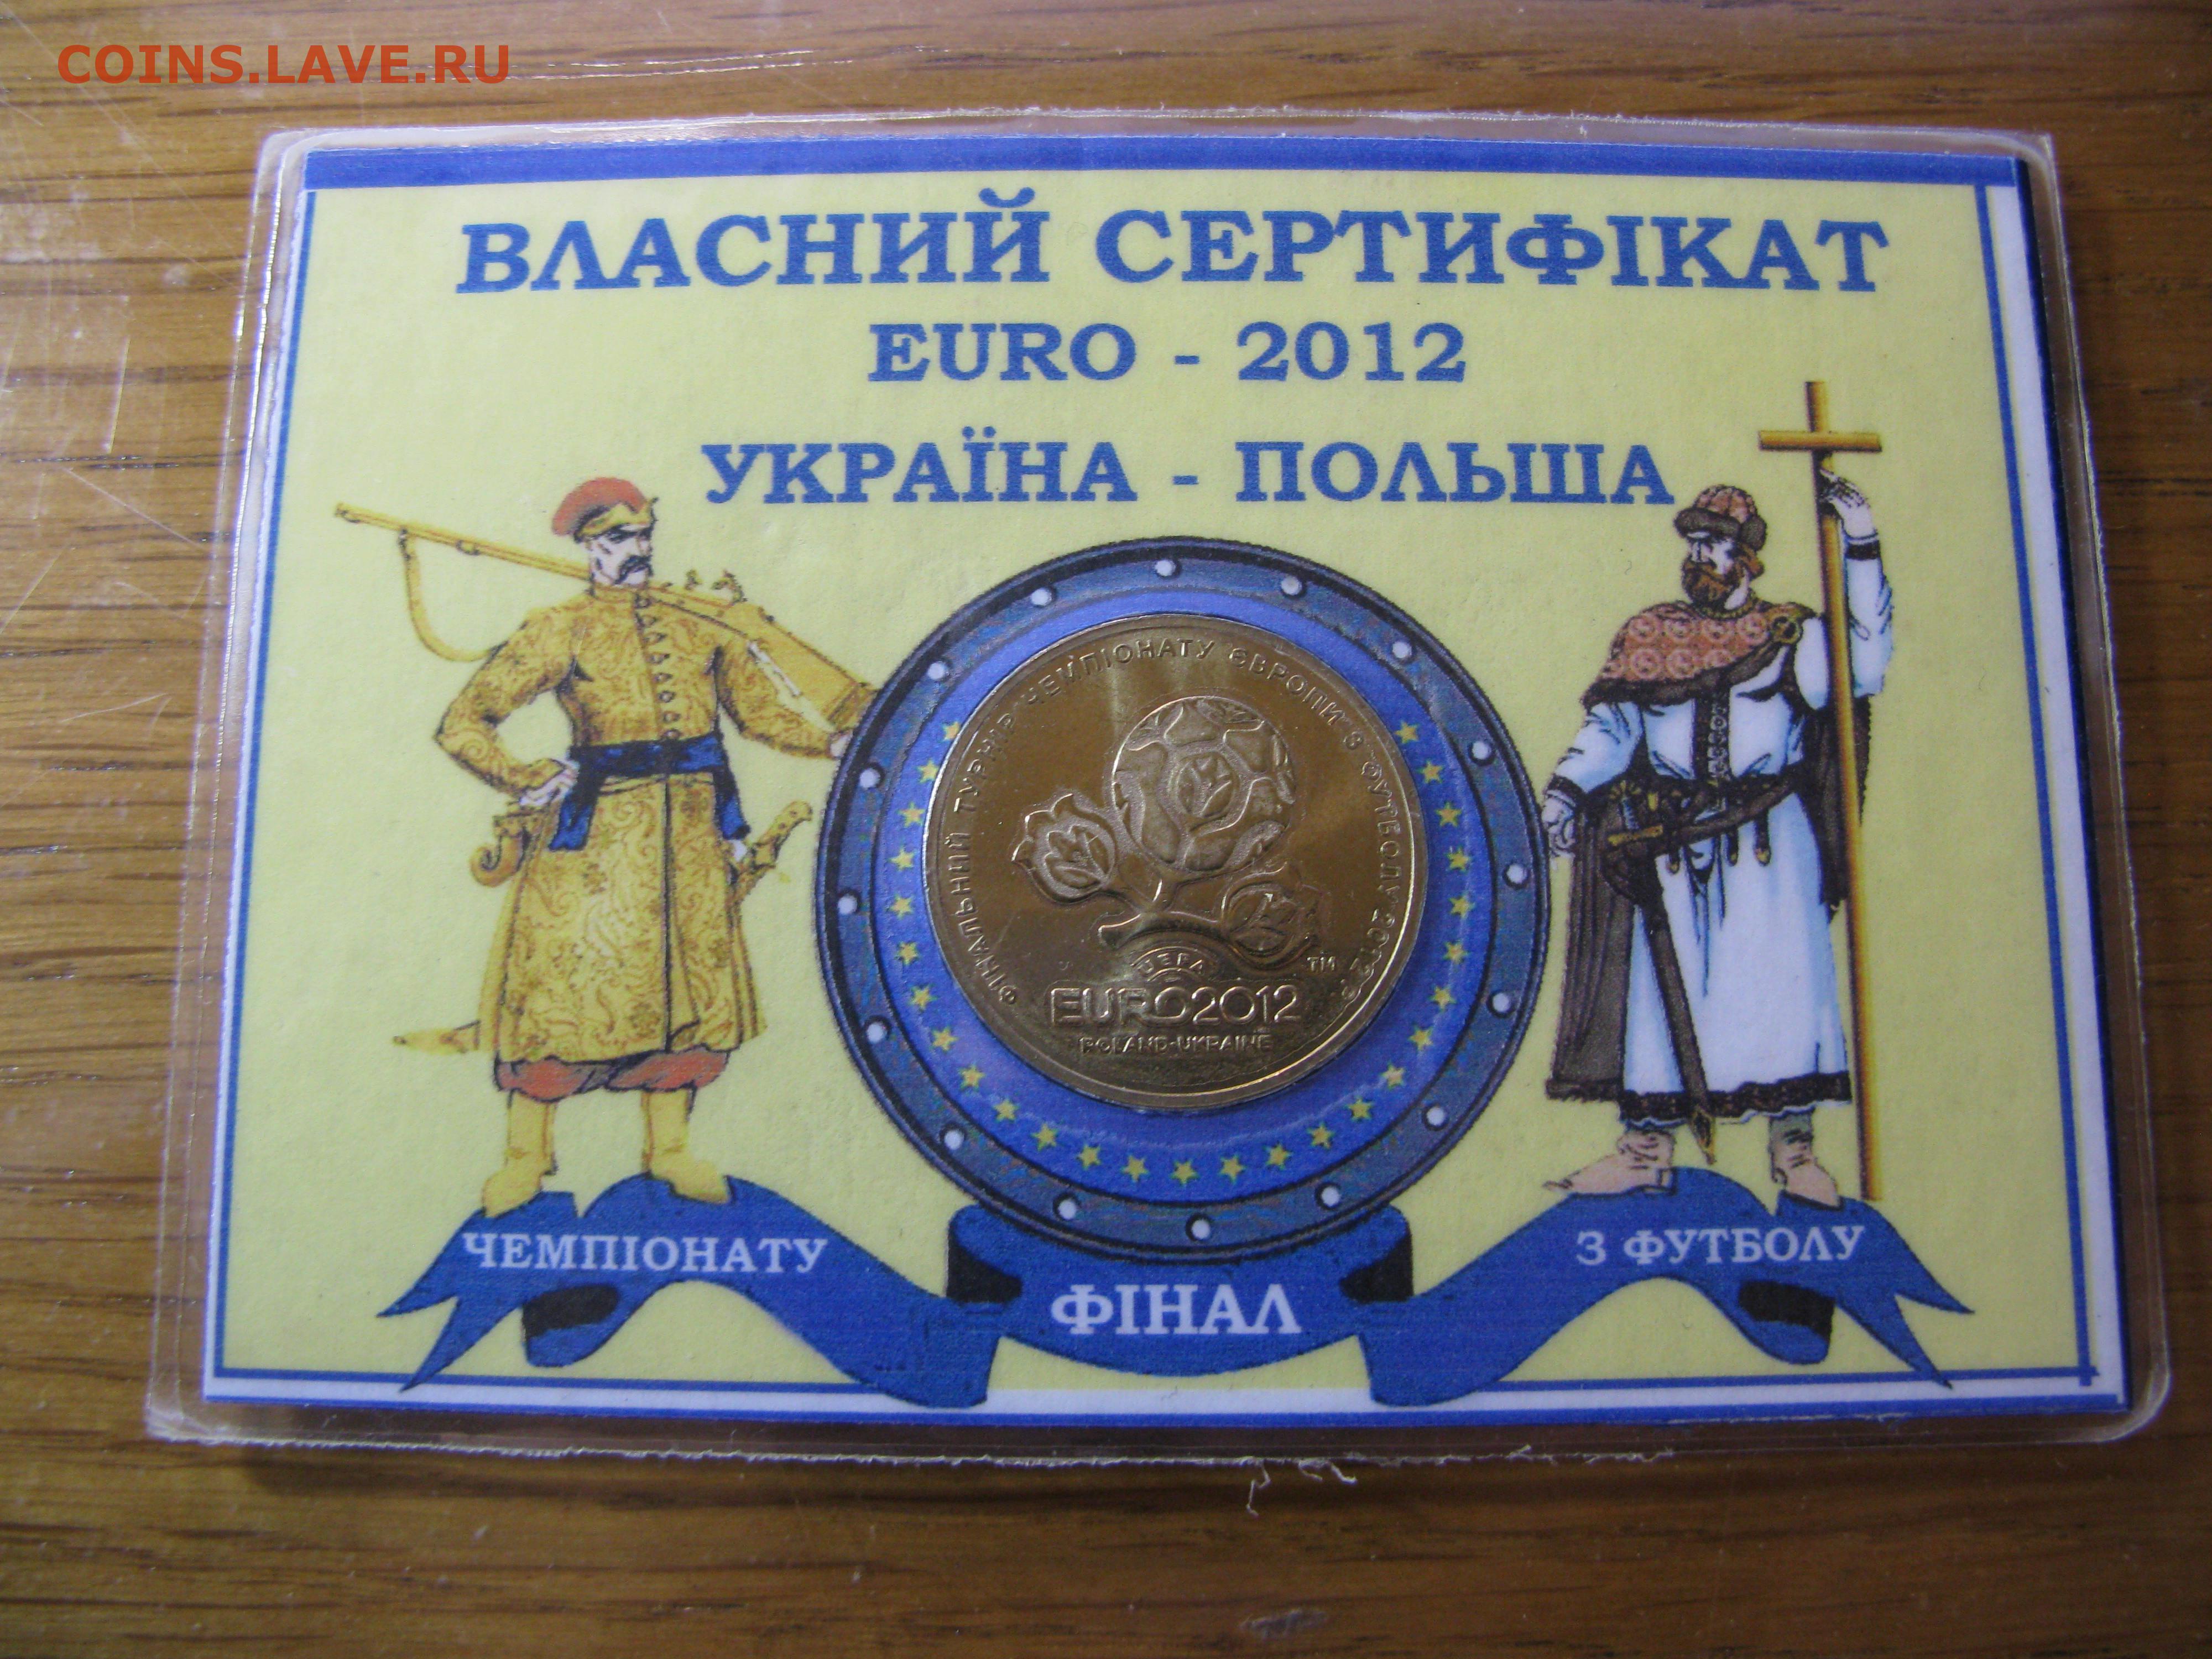 COINS.LAVE.RU
ВЛАСНИЙ СЕРТИФІКАТ
EURO - 2012
УКРАЇНА - ПОЛЬША
ФІНАЛЬНИЙ ТУРНІР ЧЕМПІОНАТУ ЄВРОПИ З ФУТБОЛУ 2012 Р.
UEFA
TM
EURO2012
POLAND-UKRAINE
ЧЕМПІОНАТУ
ФІНАЛ
З ФУТБОЛУ